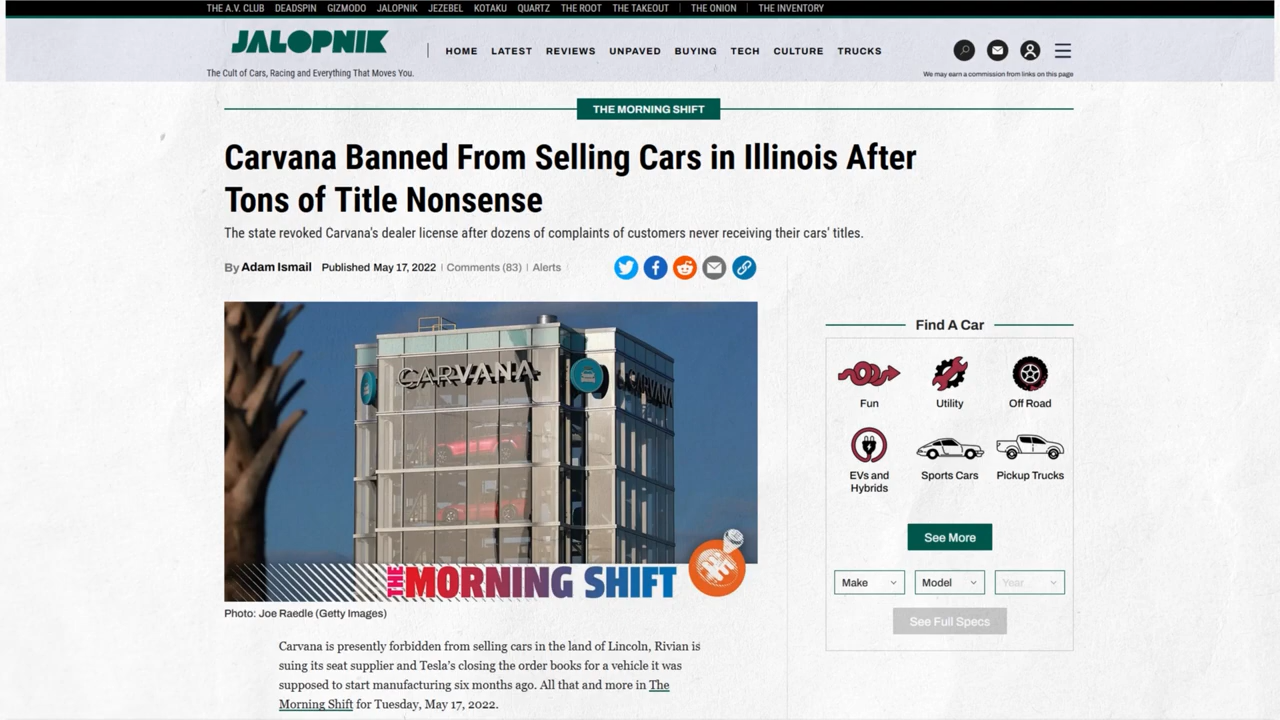 THE A.V. CLUB DEADSPIN GIZMODO JALOPNIK JEZEBEL KOTAKU QUARTZ THE ROOT THE TAKEOUT THE ONION THE INVENTORY
JALOPNIK
HOME LATEST REVIEWS UNPAVED BUYING TECH CULTURE TRUCKS
The Cult of Cars, Racing and Everything That Moves You.
We may earn a commission from links on this page
THE MORNING SHIFT
Carvana Banned From Selling Cars in Illinois After
Tons of Title Nonsense
The state revoked Carvana's dealer license after dozens of complaints of customers never receiving their cars' titles.
By Adam Ismail Published May 17, 2022 Comments (83) Alerts
CARVANA
CARVANA
THE MORNING SHIFT
Photo: Joe Raedle (Getty Images)
Carvana is presently forbidden from selling cars in the land of Lincoln, Rivian is
suing its seat supplier and Tesla's closing the order books for a vehicle it was
supposed to start manufacturing six months ago. All that and more in The
Morning Shift for Tuesday, May 17, 2022.
Find A Car
Fun Utility Off Road
EVs and
Hybrids
Sports Cars Pickup Trucks
See More
Make Model Year
See Full Specs